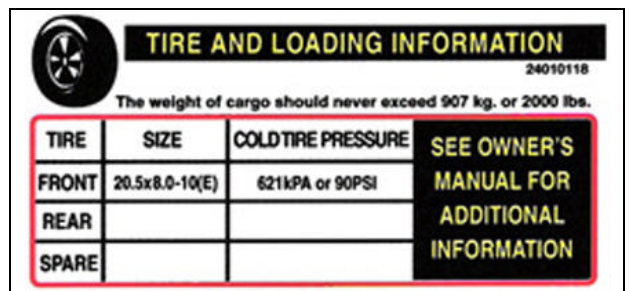 TIRE AND LOADING INFORMATION
24010118
The weight of cargo should never exceed 907 kg. or 2000 lbs.
TIRE SIZE COLD TIRE PRESSURE
FRONT 20.5x8.0-10(E) 621kPA or 90PSI
REAR
SPARE
SEE OWNER'S
MANUAL FOR
ADDITIONAL
INFORMATION